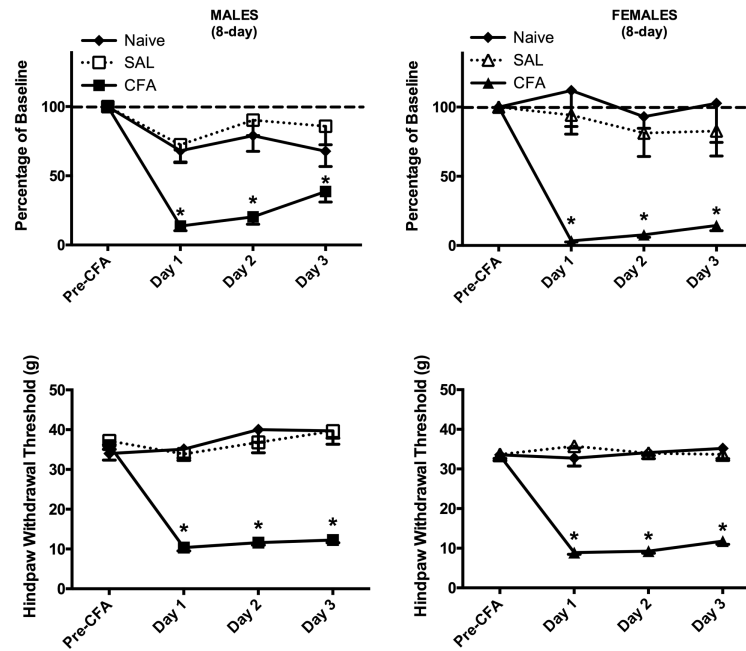 MALES
(8-day)
Naive
SAL
CFA
Percentage of Baseline
100
50
0
Pre-CFA
Day 1
Day 2
Day 3
*
*
*
FEMALES
(8-day)
Naive
SAL
CFA
Percentage of Baseline
100
50
0
Pre-CFA
Day 1
Day 2
Day 3
*
*
*
Hindpaw Withdrawal Threshold (g)
50
40
30
20
10
0
Pre-CFA
Day 1
Day 2
Day 3
*
*
*
Hindpaw Withdrawal Threshold (g)
50
40
30
20
10
0
Pre-CFA
Day 1
Day 2
Day 3
*
*
*